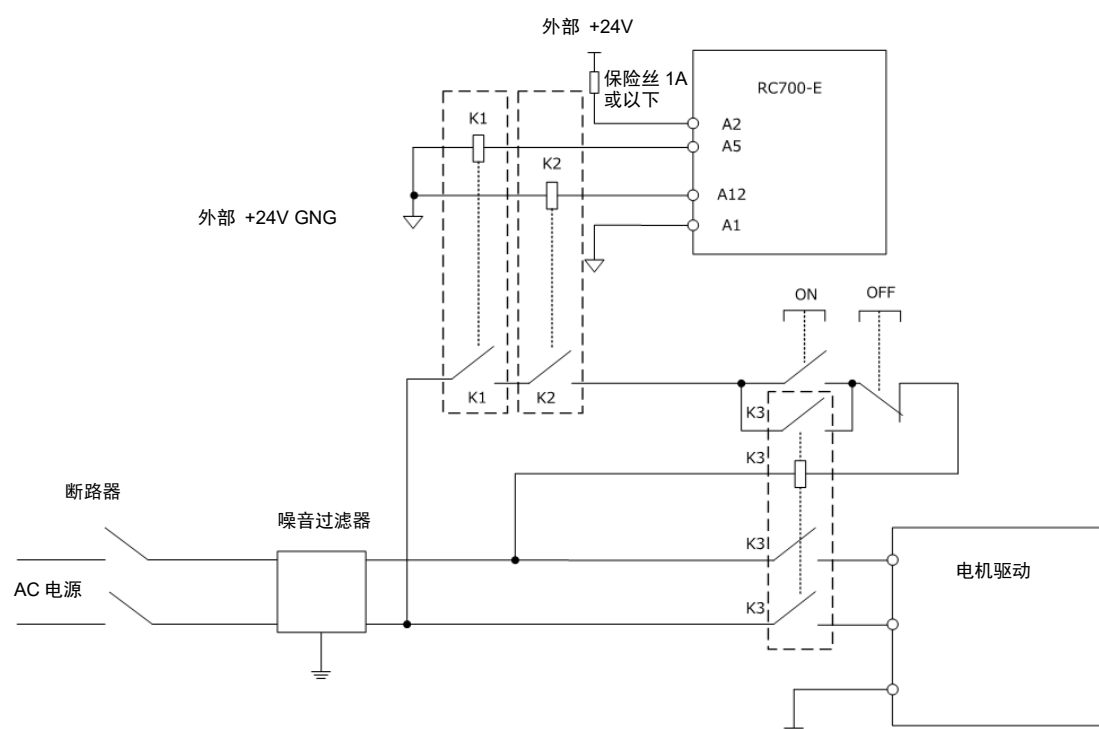 外部 +24V
保险丝 1A
或以下
RC700-E
K1
A2
A5
K2
A12
外部 +24V GNG
A1
ON
OFF
K1
K2
K3
K3
断路器
噪音过滤器
K3
电机驱动
AC 电源
K3